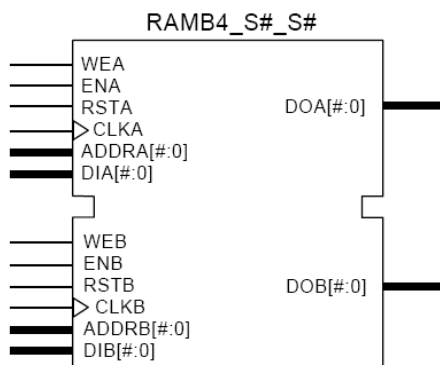 RAMB4_S#_S#
WEA
ENA
RSTA
DOA[#:0]
CLKA
ADDRA[#:0]
DIA[#:0]
WEB
ENB
RSTB
DOB[#:0]
CLKB
ADDRB[#:0]
DIB[#:0]